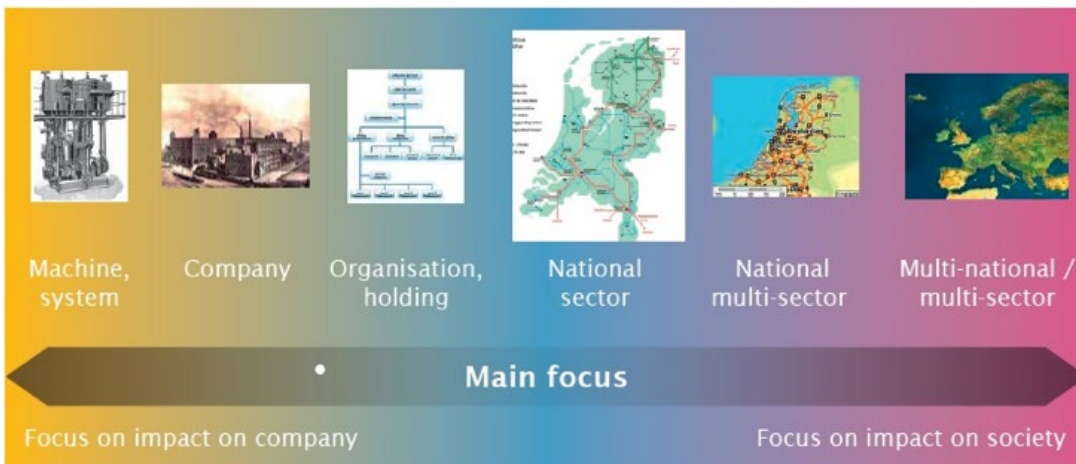 Machine,
system
Company
Organisation,
holding
National
sector
National
multi-sector
Multi-national /
multi-sector
Main focus
Focus on impact on company
Focus on impact on society